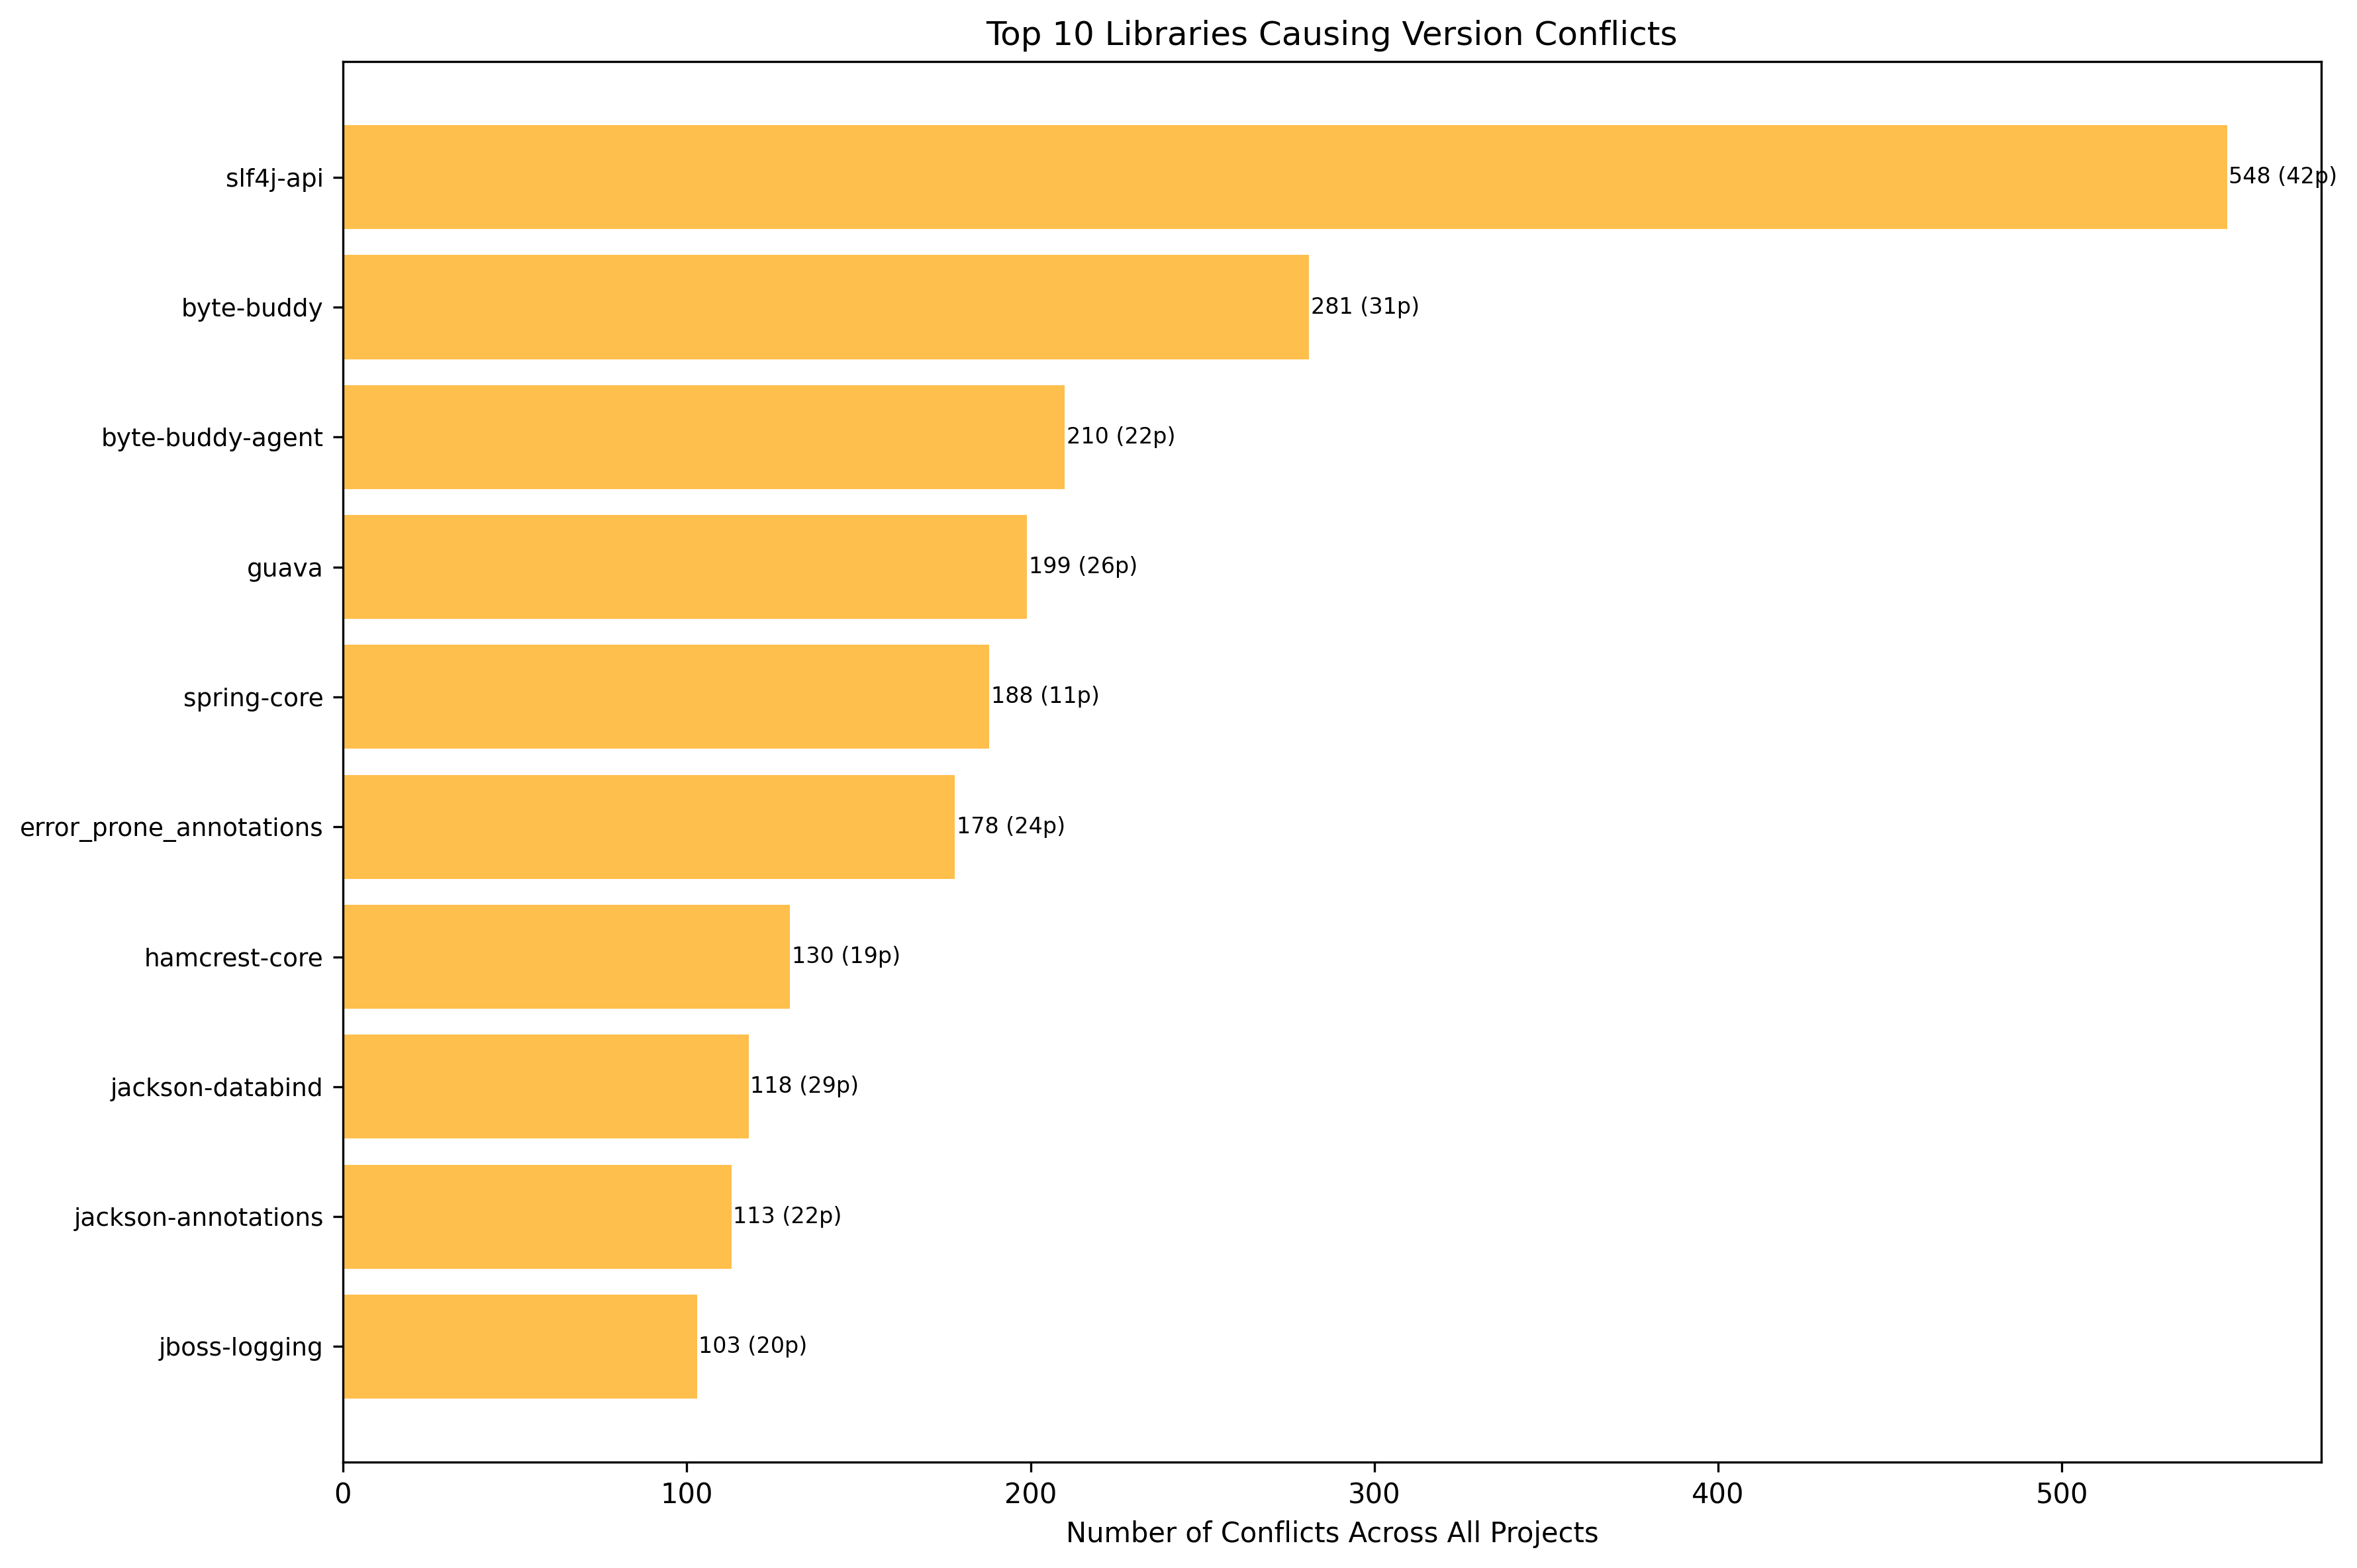 Top 10 Libraries Causing Version Conflicts
slf4j-api 548 (42p)
byte-buddy 281 (31p)
byte-buddy-agent 210 (22p)
guava 199 (26p)
spring-core 188 (11p)
error_prone_annotations 178 (24p)
hamcrest-core 130 (19p)
jackson-databind 118 (29p)
jackson-annotations 113 (22p)
jboss-logging 103 (20p)
0 100 200 300 400 500
Number of Conflicts Across All Projects